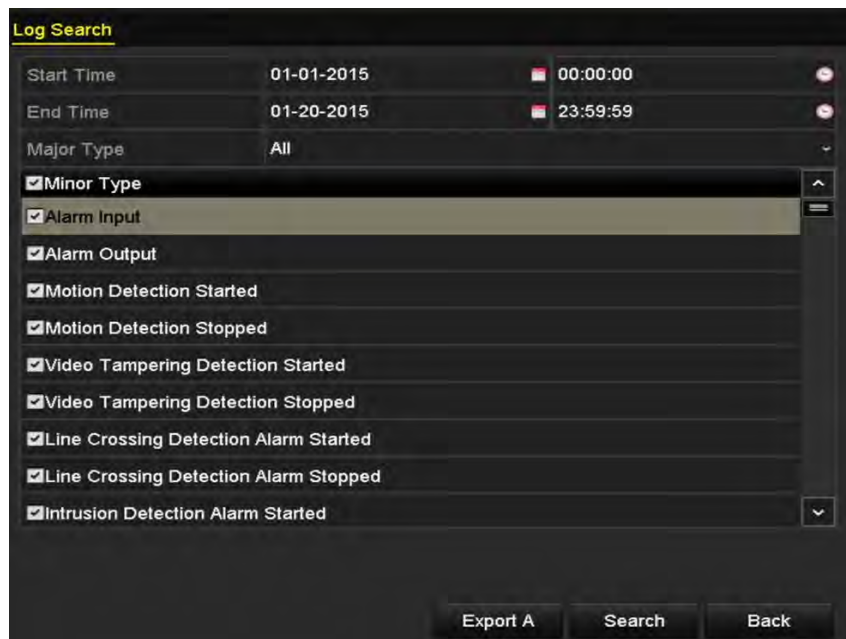 Log Search
Start Time 01-01-2015 00:00:00
End Time 01-20-2015 23:59:59
Major Type All
Minor Type
Alarm Input
Alarm Output
Motion Detection Started
Motion Detection Stopped
Video Tampering Detection Started
Video Tampering Detection Stopped
Line Crossing Detection Alarm Started
Line Crossing Detection Alarm Stopped
Intrusion Detection Alarm Started
Export A Search Back